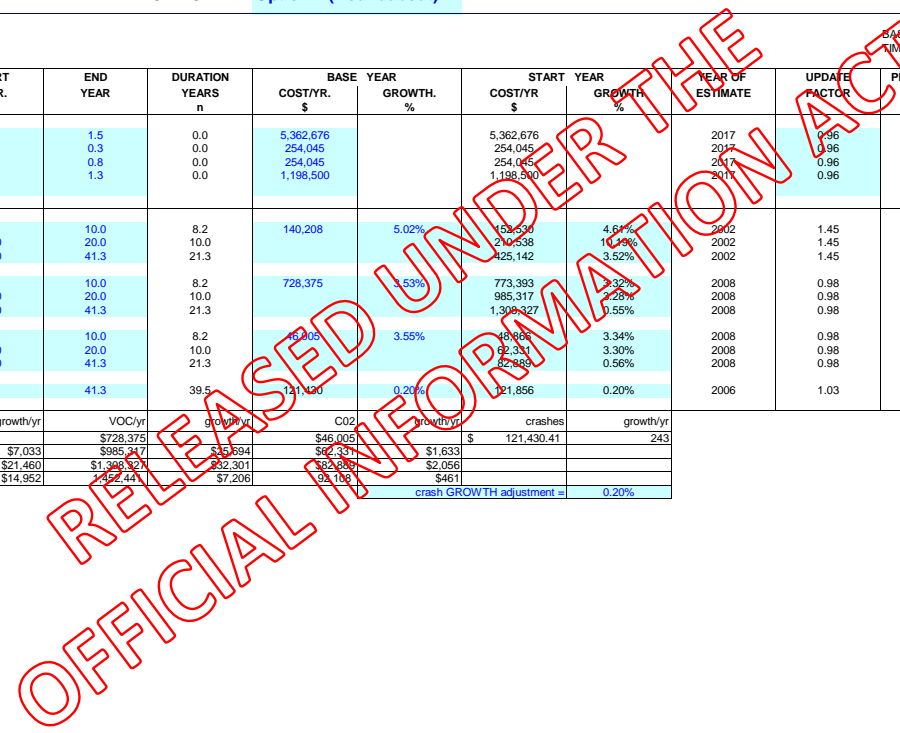 BASE YEAR START YEAR
END DURATION YEAR OF UPDATE
YEAR YEARS COST/YR. GROWTH. COST/YR GROWTH ESTIMATE FACTOR
n $ % $ %
1.5 0.0 5,362,676 5,362,676 2017 0.96
0.3 0.0 254,045 254,045 2017 0.96
0.8 0.0 254,045 254,045 2017 0.96
1.3 0.0 1,198,500 1,198,500 2017 0.96
10.0 8.2 140,208 5.02% 152,530 4.61% 2002 1.45
20.0 10.0 210,538 10.19% 2002 1.45
41.3 21.3 425,142 3.52% 2002 1.45
10.0 8.2 728,375 3.53% 773,393 3.32% 2008 0.98
20.0 10.0 985,317 3.28% 2008 0.98
41.3 21.3 1,308,327 0.55% 2008 0.98
10.0 8.2 46,005 3.55% 48,866 3.34% 2008 0.98
20.0 10.0 62,331 3.30% 2008 0.98
41.3 21.3 82,889 0.56% 2008 0.98
41.3 39.5 121,430 0.20% 121,856 0.20% 2006 1.03
growth/yr VOC/yr growth/yr C02 growth/yr crashes growth/yr
$728,375 $46,005 $ 121,430.41 243
$7,033 $985,317 $25,694 $62,331 $1,633
$21,460 $1,308,327 $32,301 $82,889 $2,056
$14,952 1,452,441 $7,206 92,108 $461
crash GROWTH adjustment = 0.20%
RELEASED UNDER THE
OFFICIAL INFORMATION ACT